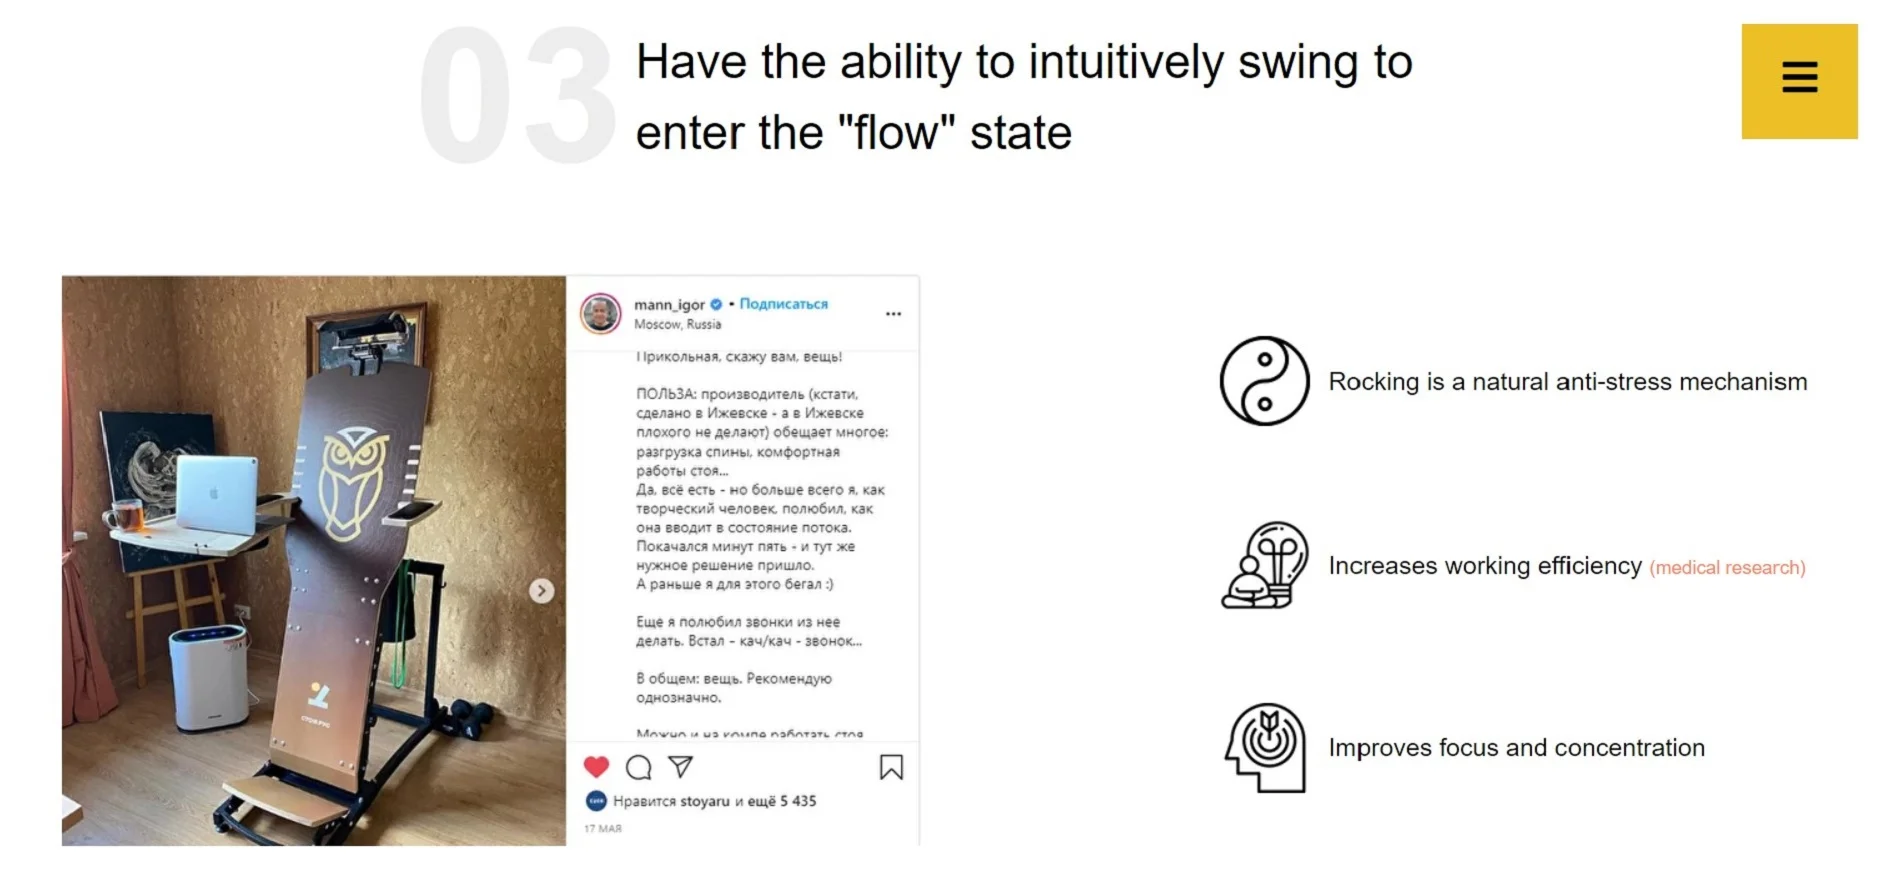 03
Have the ability to intuitively swing to
enter the "flow" state
mann_igor • Подписаться
Moscow, Russia
Прикольная, скажу вам, вещь!
ПОЛЬЗА: производитель (кстати,
сделано в Ижевске - а в Ижевске
плохого не делают) обещает многое:
разгрузка спины, комфортная
работы стоя...
Да, всё есть - но больше всего я, как
творческий человек, полюбил, как
она вводит в состояние потока.
Покачался минут пять - и тут же
нужное решение пришло.
А раньше я для этого бегал :)
Еще я полюбил звонки из нее
делать. Встал - кач/кач - звонок...
В общем: вещь. Рекомендую
однозначно.
Можно и на компе работать стоя
Нравится stoyaru и ещё 5 435
17 МАЯ
Rocking is a natural anti-stress mechanism
Increases working efficiency (medical research)
Improves focus and concentration